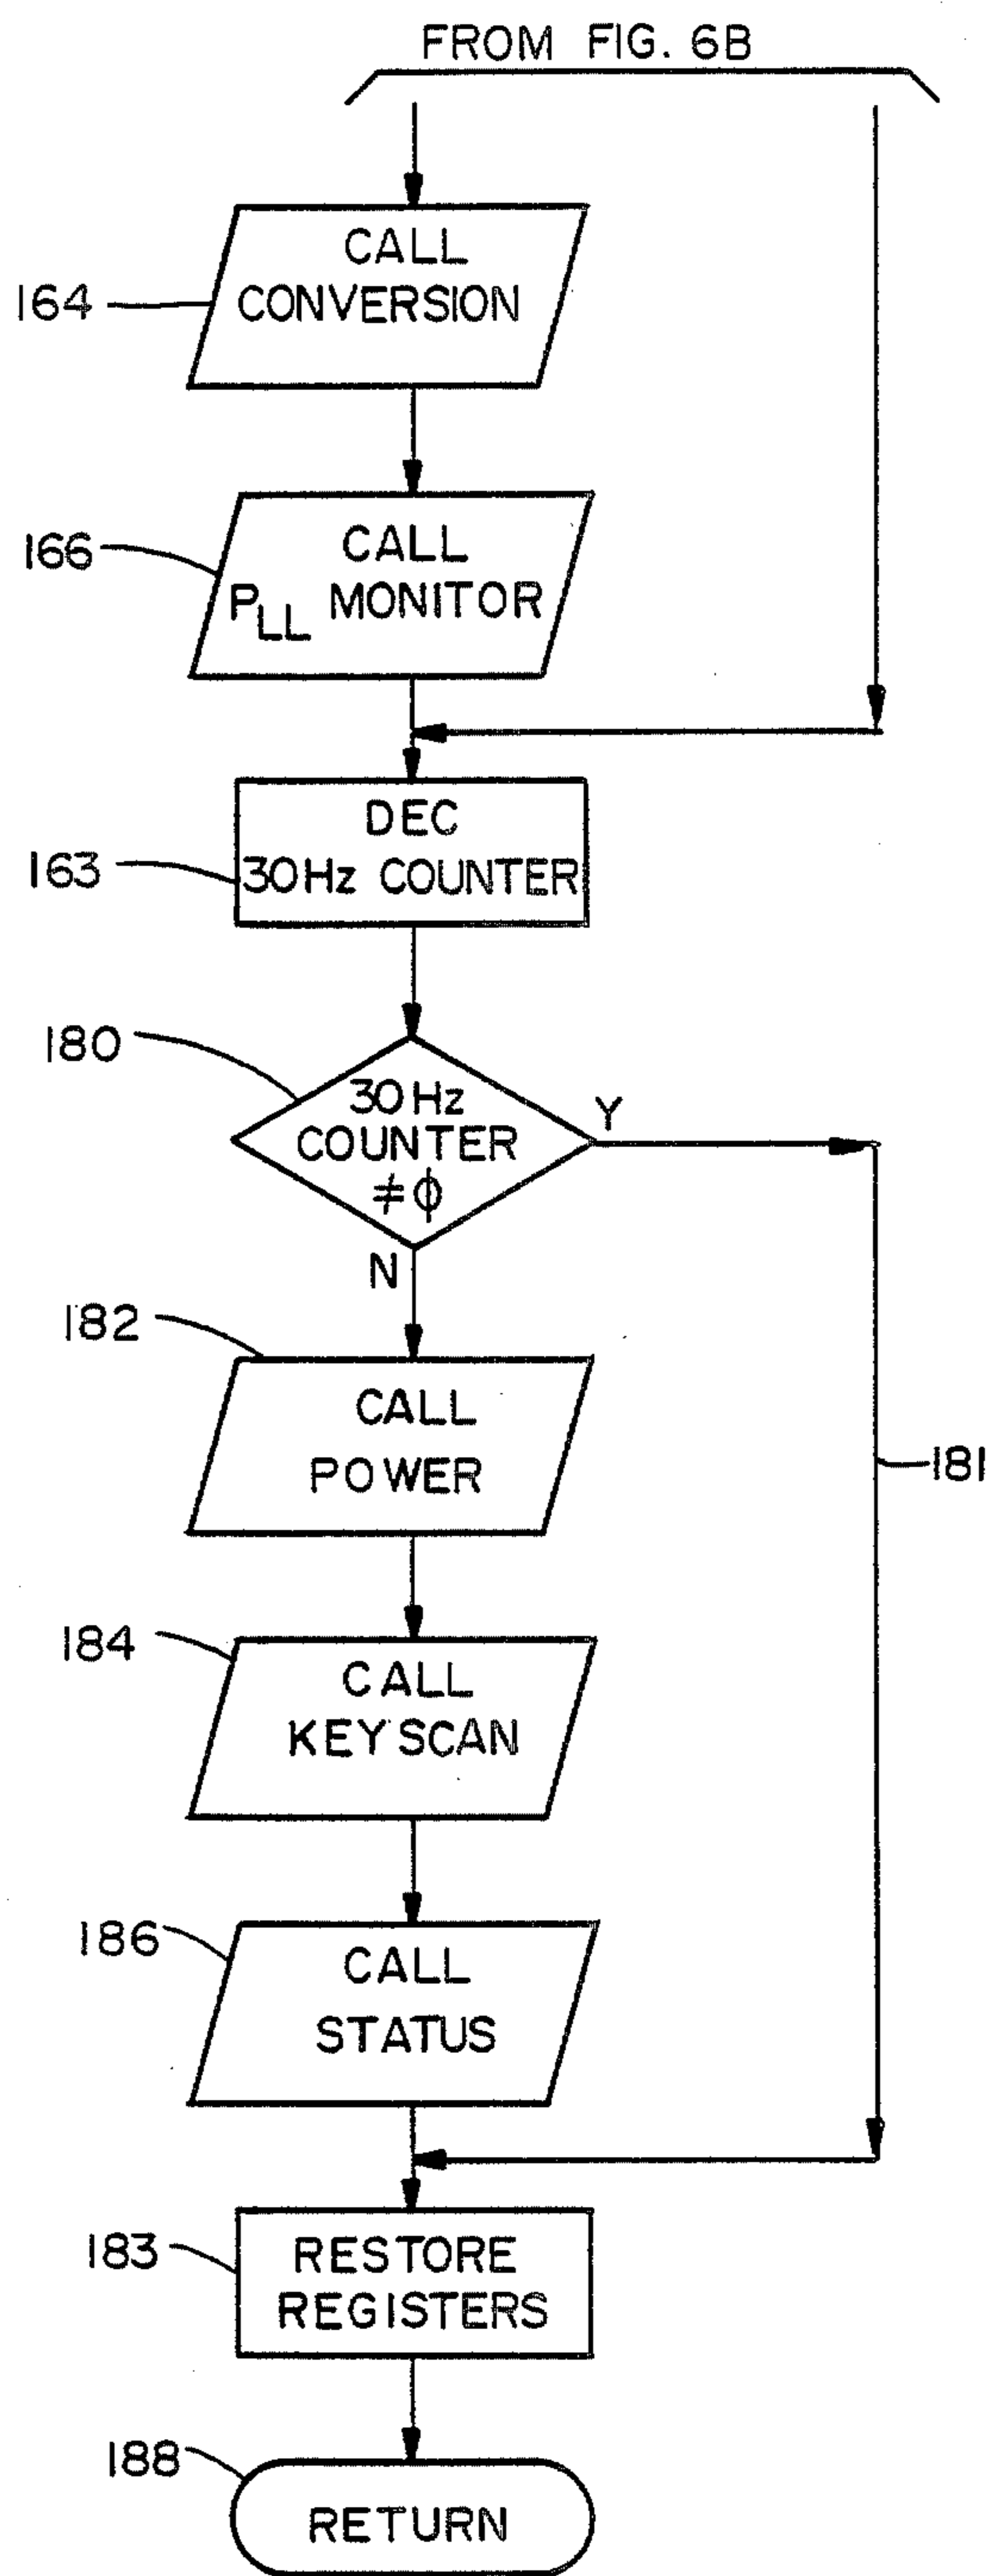 FROM FIG. 6B
CALL
CONVERSION
164
CALL
PLL MONITOR
166
DEC
30Hz COUNTER
163
180
30Hz
COUNTER
≠ϕ
Y
N
182
CALL
POWER
181
184
CALL
KEY SCAN
186
CALL
STATUS
183
RESTORE
REGISTERS
188
RETURN